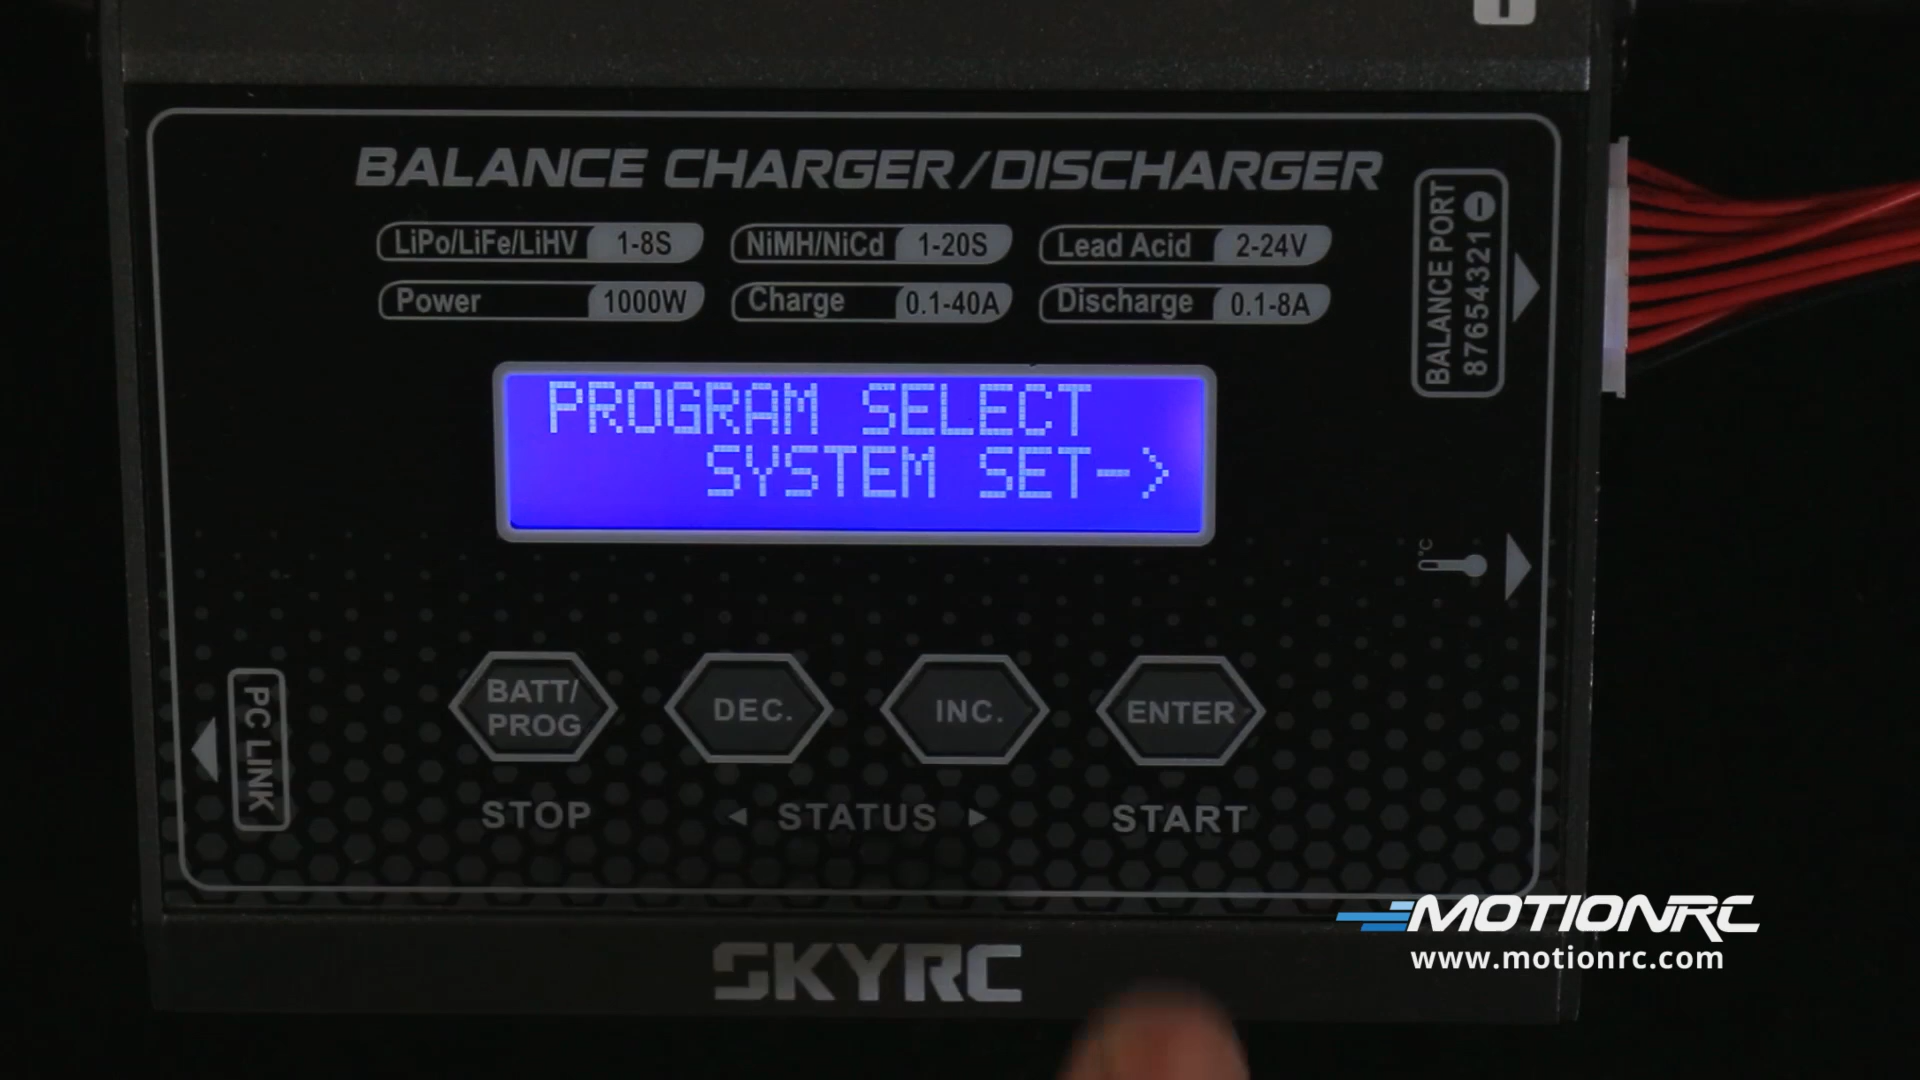 BALANCE CHARGER/DISCHARGER
LiPo/LiFe/LiHV 1-8S
NiMH/NiCd 1-20S
Lead Acid 2-24V
Power 1000W
Charge 0.1-40A
Discharge 0.1-8A
BALANCE PORT
87654321
PROGRAM SELECT
SYSTEM SET->
°C
PC LINK
BATT/
PROG
DEC.
INC.
ENTER
STOP
STATUS
START
SKYRC
MOTIONRC
www.motionrc.com